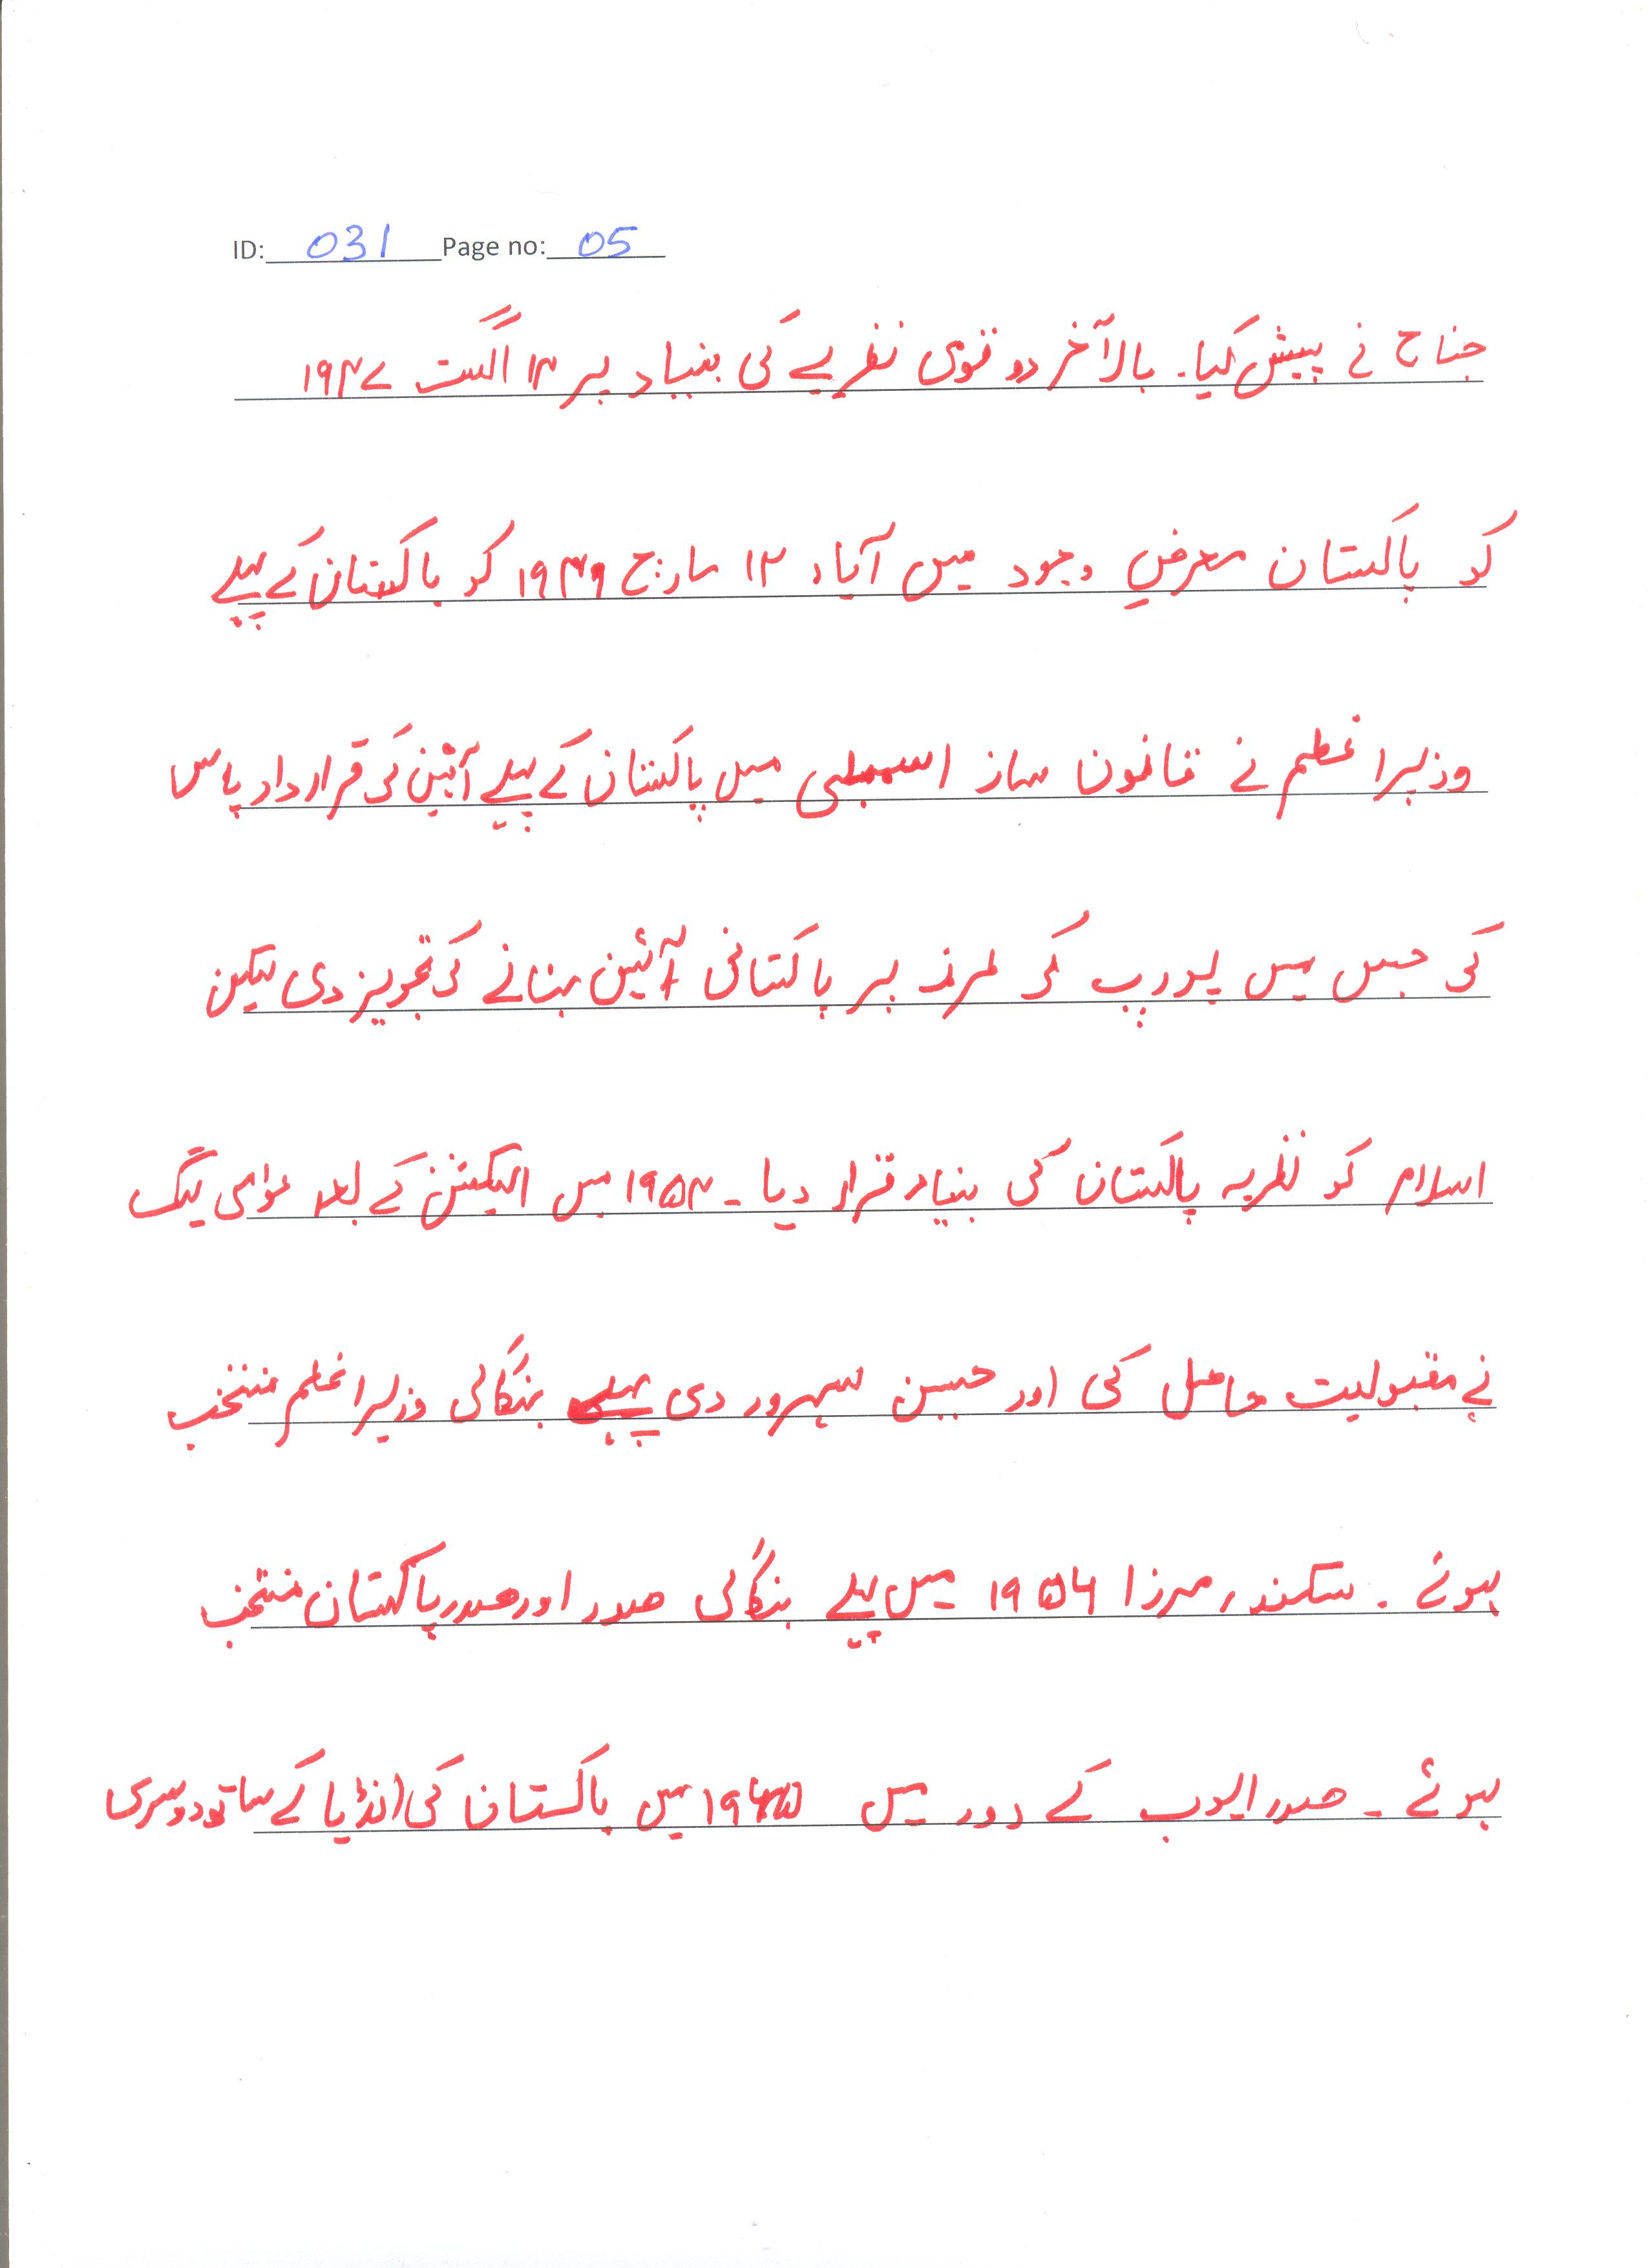 ID: 031 Page no: 05
جناح نے پیش کیا۔ بالآخر دو قومی نظریے کی بنیاد پر ۱۴ اگست ۱۹۴۷
کو پاکستان معرضِ وجود میں آیا۔ ۱۲ مارچ ۱۹۴۹ کو پاکستان کے پہلے
وزیراعظم نے قانون ساز اسمبلی میں پاکستان کے پہلے آئین کی قرارداد پاس
کی جس میں یورپ کی طرز پر پاکستانی آئین بنانے کی تجویز دی لیکن
اسلام کو نظریہ پاکستان کی بنیاد قرار دیا۔ ۱۹۵۴ میں الیکشنز کے بعد عوامی لیگ
نے مقبولیت حاصل کی اور حسین سہروردی پہلے بنگالی وزیراعظم منتخب
ہوئے۔ سکندر مرزا ۱۹۵۶ میں پہلے بنگالی صدر اور صدر پاکستان منتخب
ہوئے۔ صدر ایوب کے دور میں ۱۹۶۵ میں پاکستان کی انڈیا کے ساتھ دوسری